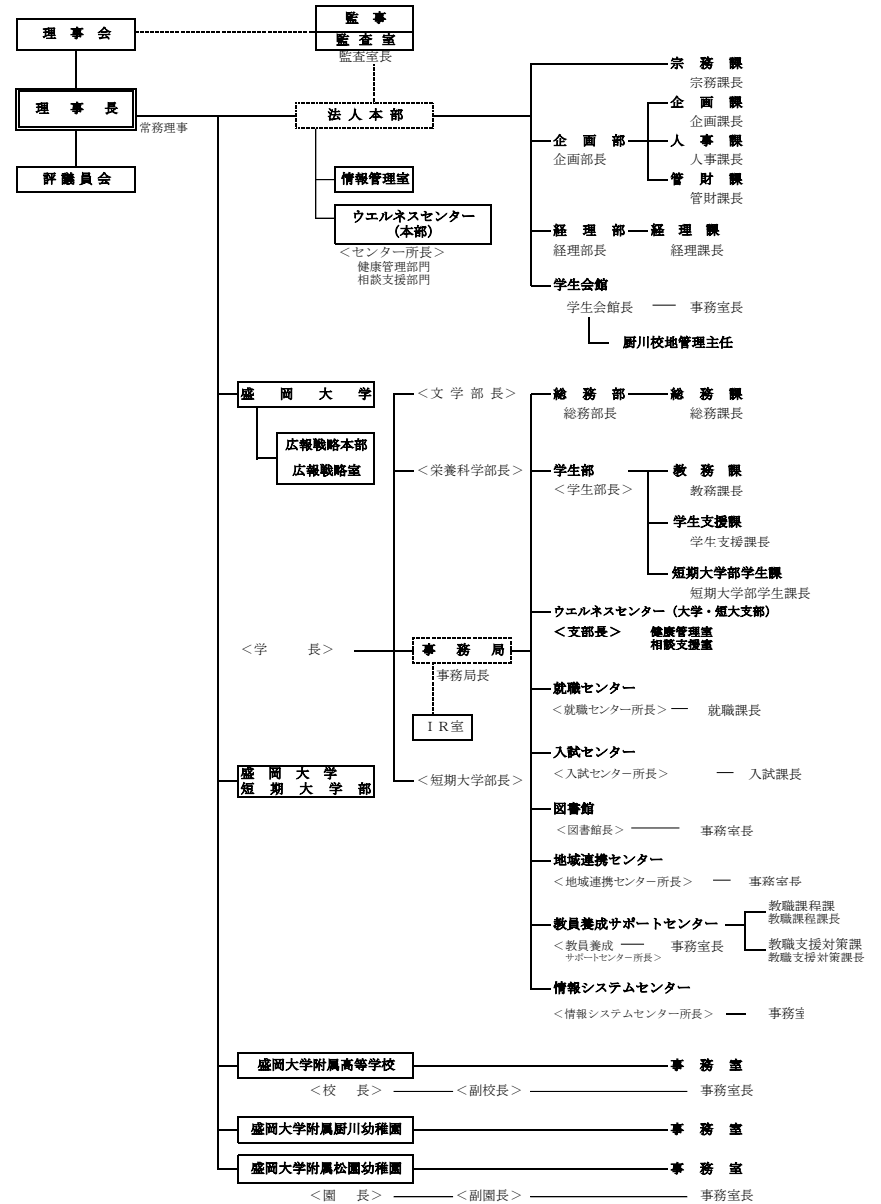 監 事
理 事 会
監 査 室
監査室長
宗 務 課
宗務課長
理 事 長
常務理事
法 人 本 部
企 画 課
企画課長
企 画 部
企画部長
人 事 課
人事課長
評 議 員 会
情報管理室
管 財 課
管財課長
ウエルネスセンター
(本部)
＜センター所長＞
健康管理部門
相談支援部門
経 理 部
経 理 課
経理部長
経理課長
学生会館
学生会館長 ── 事務室長
厨川校地管理主任
盛 岡 大 学
＜文 学 部 長＞
総 務 部
総 務 課
総務部長
総務課長
広報戦略本部
広報戦略室
＜栄養科学部長＞
学生部
＜学生部長＞
教 務 課
教務課長
学生支援課
学生支援課長
短期大学部学生課
短期大学部学生課長
ウエルネスセンター（大学・短大支部）
＜支部長＞ 健康管理室
相談支援室
＜学 長＞
事 務 局
事務局長
ＩＲ室
就職センター
＜就職センター所長＞ ─ 就職課長
入試センター
＜入試センター所長＞ ─ 入試課長
盛 岡 大 学
短 期 大 学 部
＜短期大学部長＞
図書館
＜図書館長＞ ─── 事務室長
地域連携センター
＜地域連携センター所長＞ ─ 事務室長
教員養成サポートセンター
＜教員養成 ─ 事務室長
サポートセンター所長＞
教職課程課
教職課程課長
教職支援対策課
教職支援対策課長
情報システムセンター
＜情報システムセンター所長＞ ─ 事務室
盛岡大学附属高等学校
事 務 室
＜校 長＞ ─── ＜副校長＞ ─── 事務室長
盛岡大学附属厨川幼稚園
事 務 室
盛岡大学附属松園幼稚園
事 務 室
＜園 長＞ ─── ＜副園長＞ ─── 事務室長